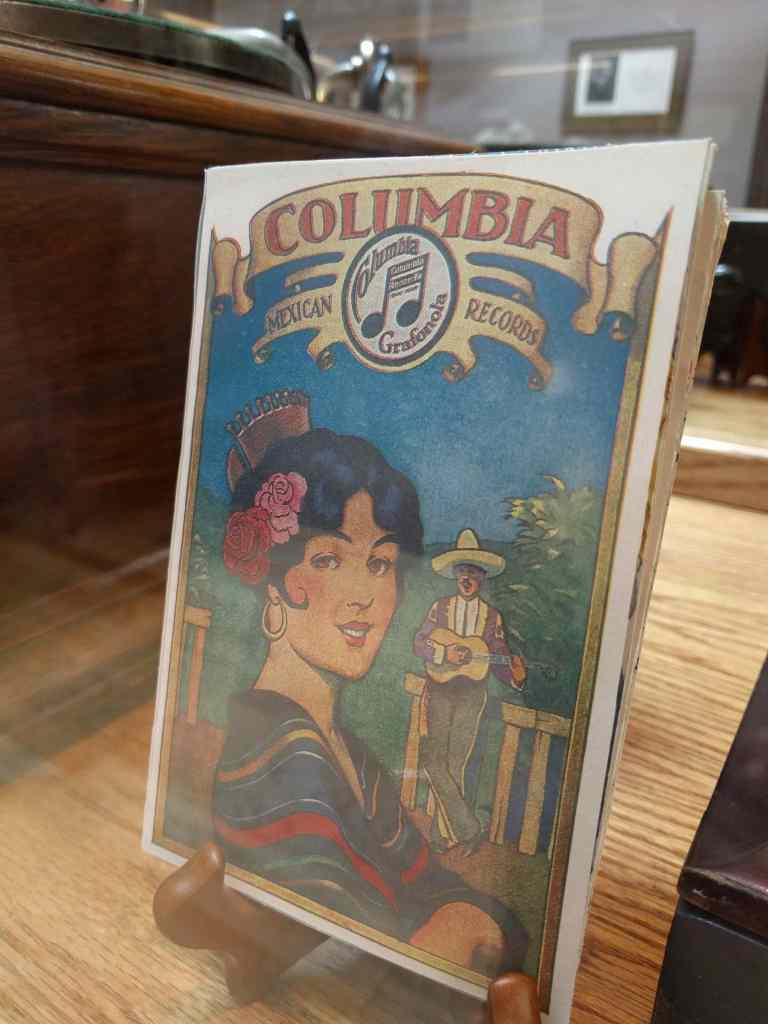 COLUMBIA
Columbia
MEXICAN
RECORDS
Grafonola